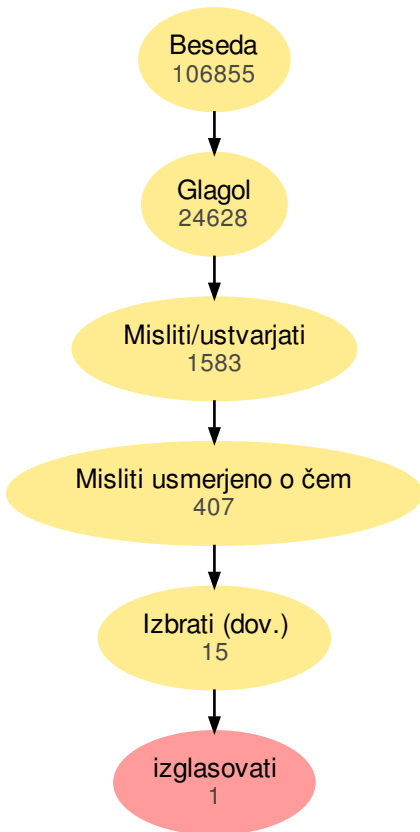 Beseda
106855
Glagol
24628
Misliti/ustvarjati
1583
Misliti usmerjeno o čem
407
Izbrati (dov.)
15
izglasovati
1